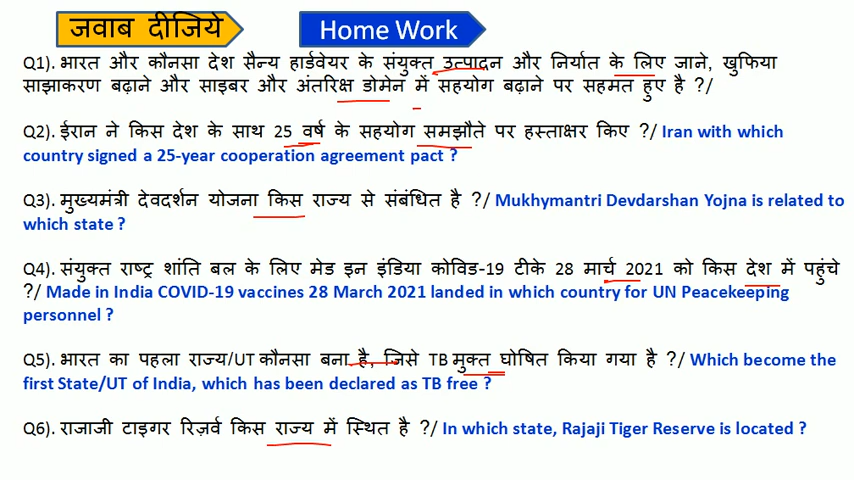 जवाब दीजिये
Home Work
Q1). भारत और कौनसा देश सैन्य हार्डवेयर के संयुक्त उत्पादन और निर्यात के लिए जाने, खुफिया
साझाकरण बढ़ाने और साइबर और अंतरिक्ष डोमेन में सहयोग बढ़ाने पर सहमत हुए है ?/
Q2). ईरान ने किस देश के साथ 25 वर्ष के सहयोग समझौते पर हस्ताक्षर किए ?/ Iran with which
country signed a 25-year cooperation agreement pact ?
Q3). मुख्यमंत्री देवदर्शन योजना किस राज्य से संबंधित है ?/ Mukhymantri Devdarshan Yojna is related to
which state ?
Q4). संयुक्त राष्ट्र शांति बल के लिए मेड इन इंडिया कोविड-19 टीके 28 मार्च 2021 को किस देश में पहुंचे
?/ Made in India COVID-19 vaccines 28 March 2021 landed in which country for UN Peacekeeping
personnel ?
Q5). भारत का पहला राज्य/UT कौनसा बना है, जिसे TB मुक्त घोषित किया गया है ?/ Which become the
first State/UT of India, which has been declared as TB free ?
Q6). राजाजी टाइगर रिज़र्व किस राज्य में स्थित है ?/ In which state, Rajaji Tiger Reserve is located ?